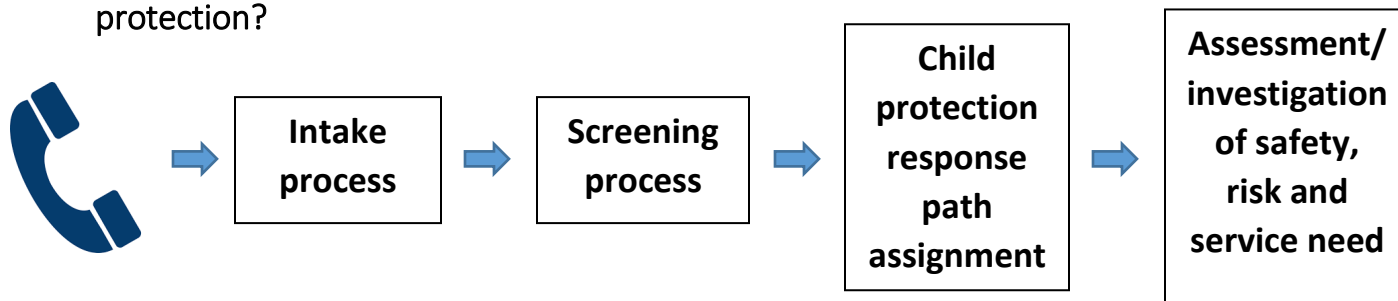 protection?
Intake
process
Screening
process
Child
protection
response
path
assignment
Assessment/
investigation
of safety,
risk and
service need